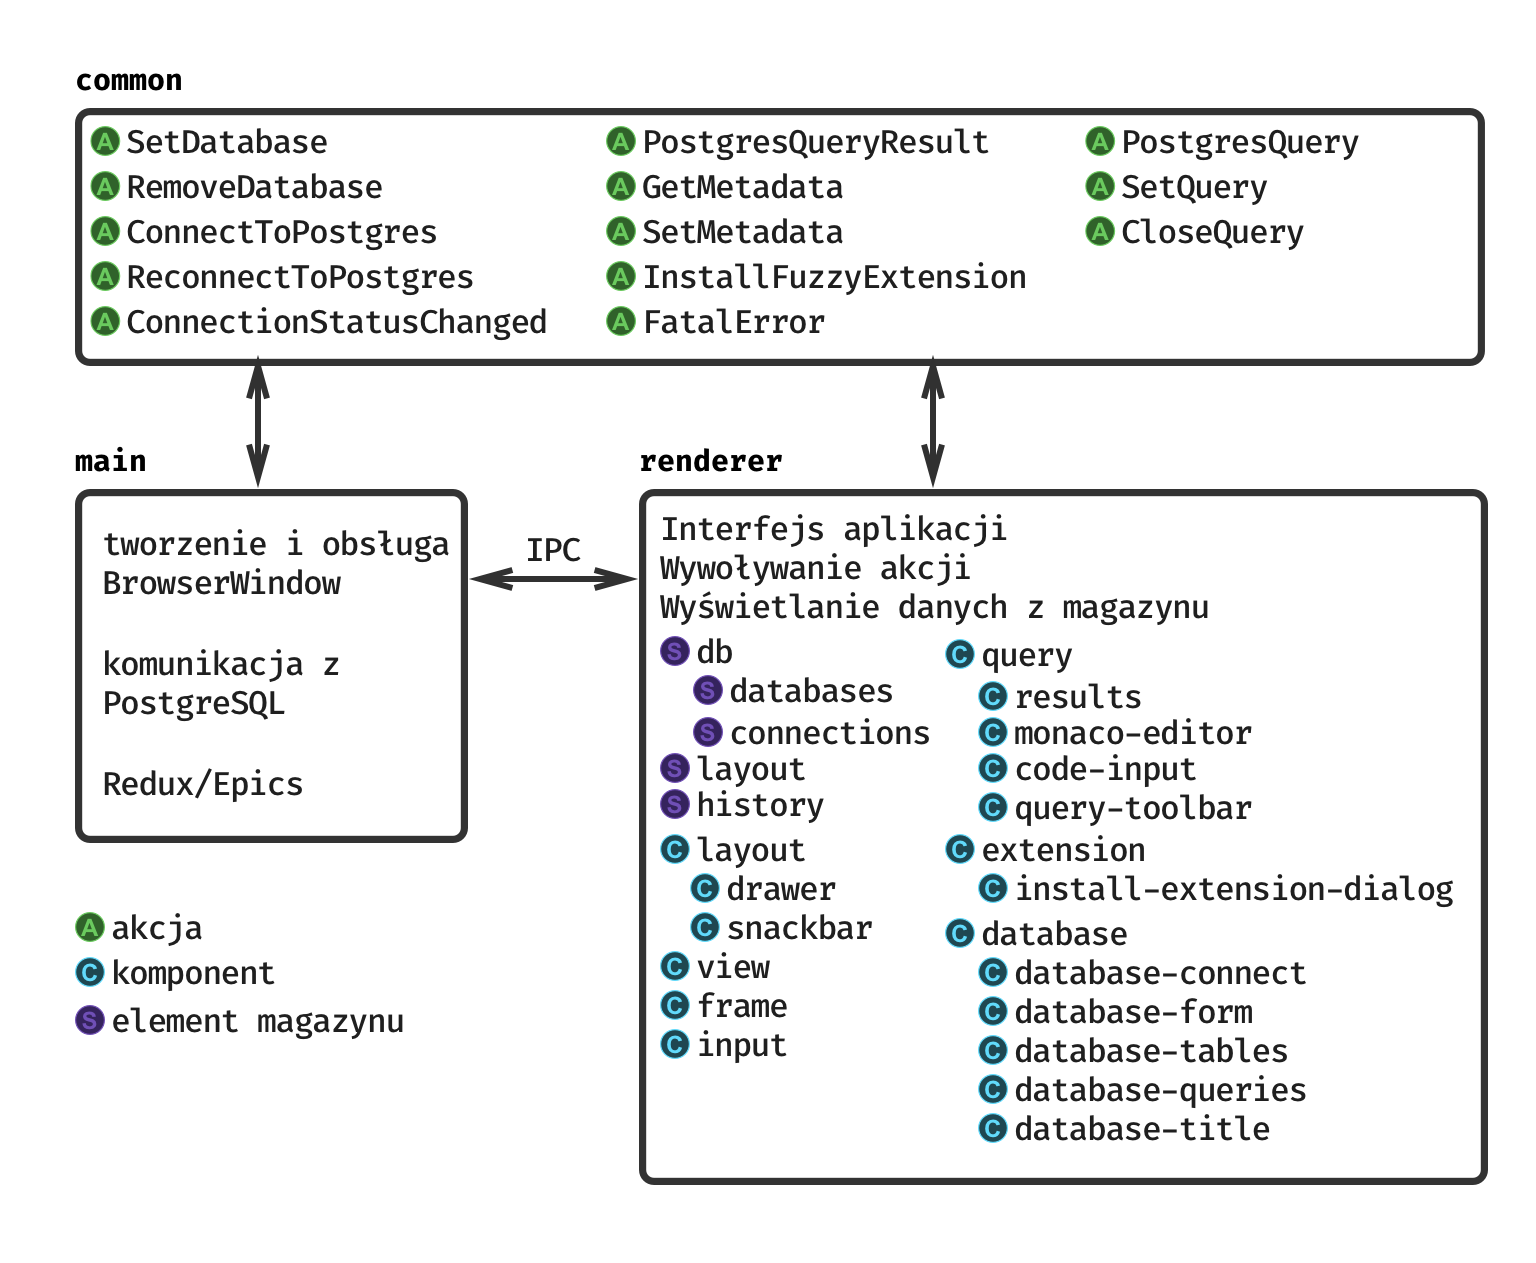 common
A SetDatabase
A RemoveDatabase
A ConnectToPostgres
A ReconnectToPostgres
A ConnectionStatusChanged
A PostgresQueryResult
A GetMetadata
A SetMetadata
A InstallFuzzyExtension
A FatalError
A PostgresQuery
A SetQuery
A CloseQuery
main
tworzenie i obsługa
BrowserWindow
komunikacja z
PostgreSQL
Redux/Epics
IPC
renderer
Interfejs aplikacji
Wywoływanie akcji
Wyświetlanie danych z magazynu
S db
S databases
S connections
S layout
S history
C layout
C drawer
C snackbar
C view
C frame
C input
C query
C results
C monaco-editor
C code-input
C query-toolbar
C extension
C install-extension-dialog
C database
C database-connect
C database-form
C database-tables
C database-queries
C database-title
A akcja
C komponent
S element magazynu